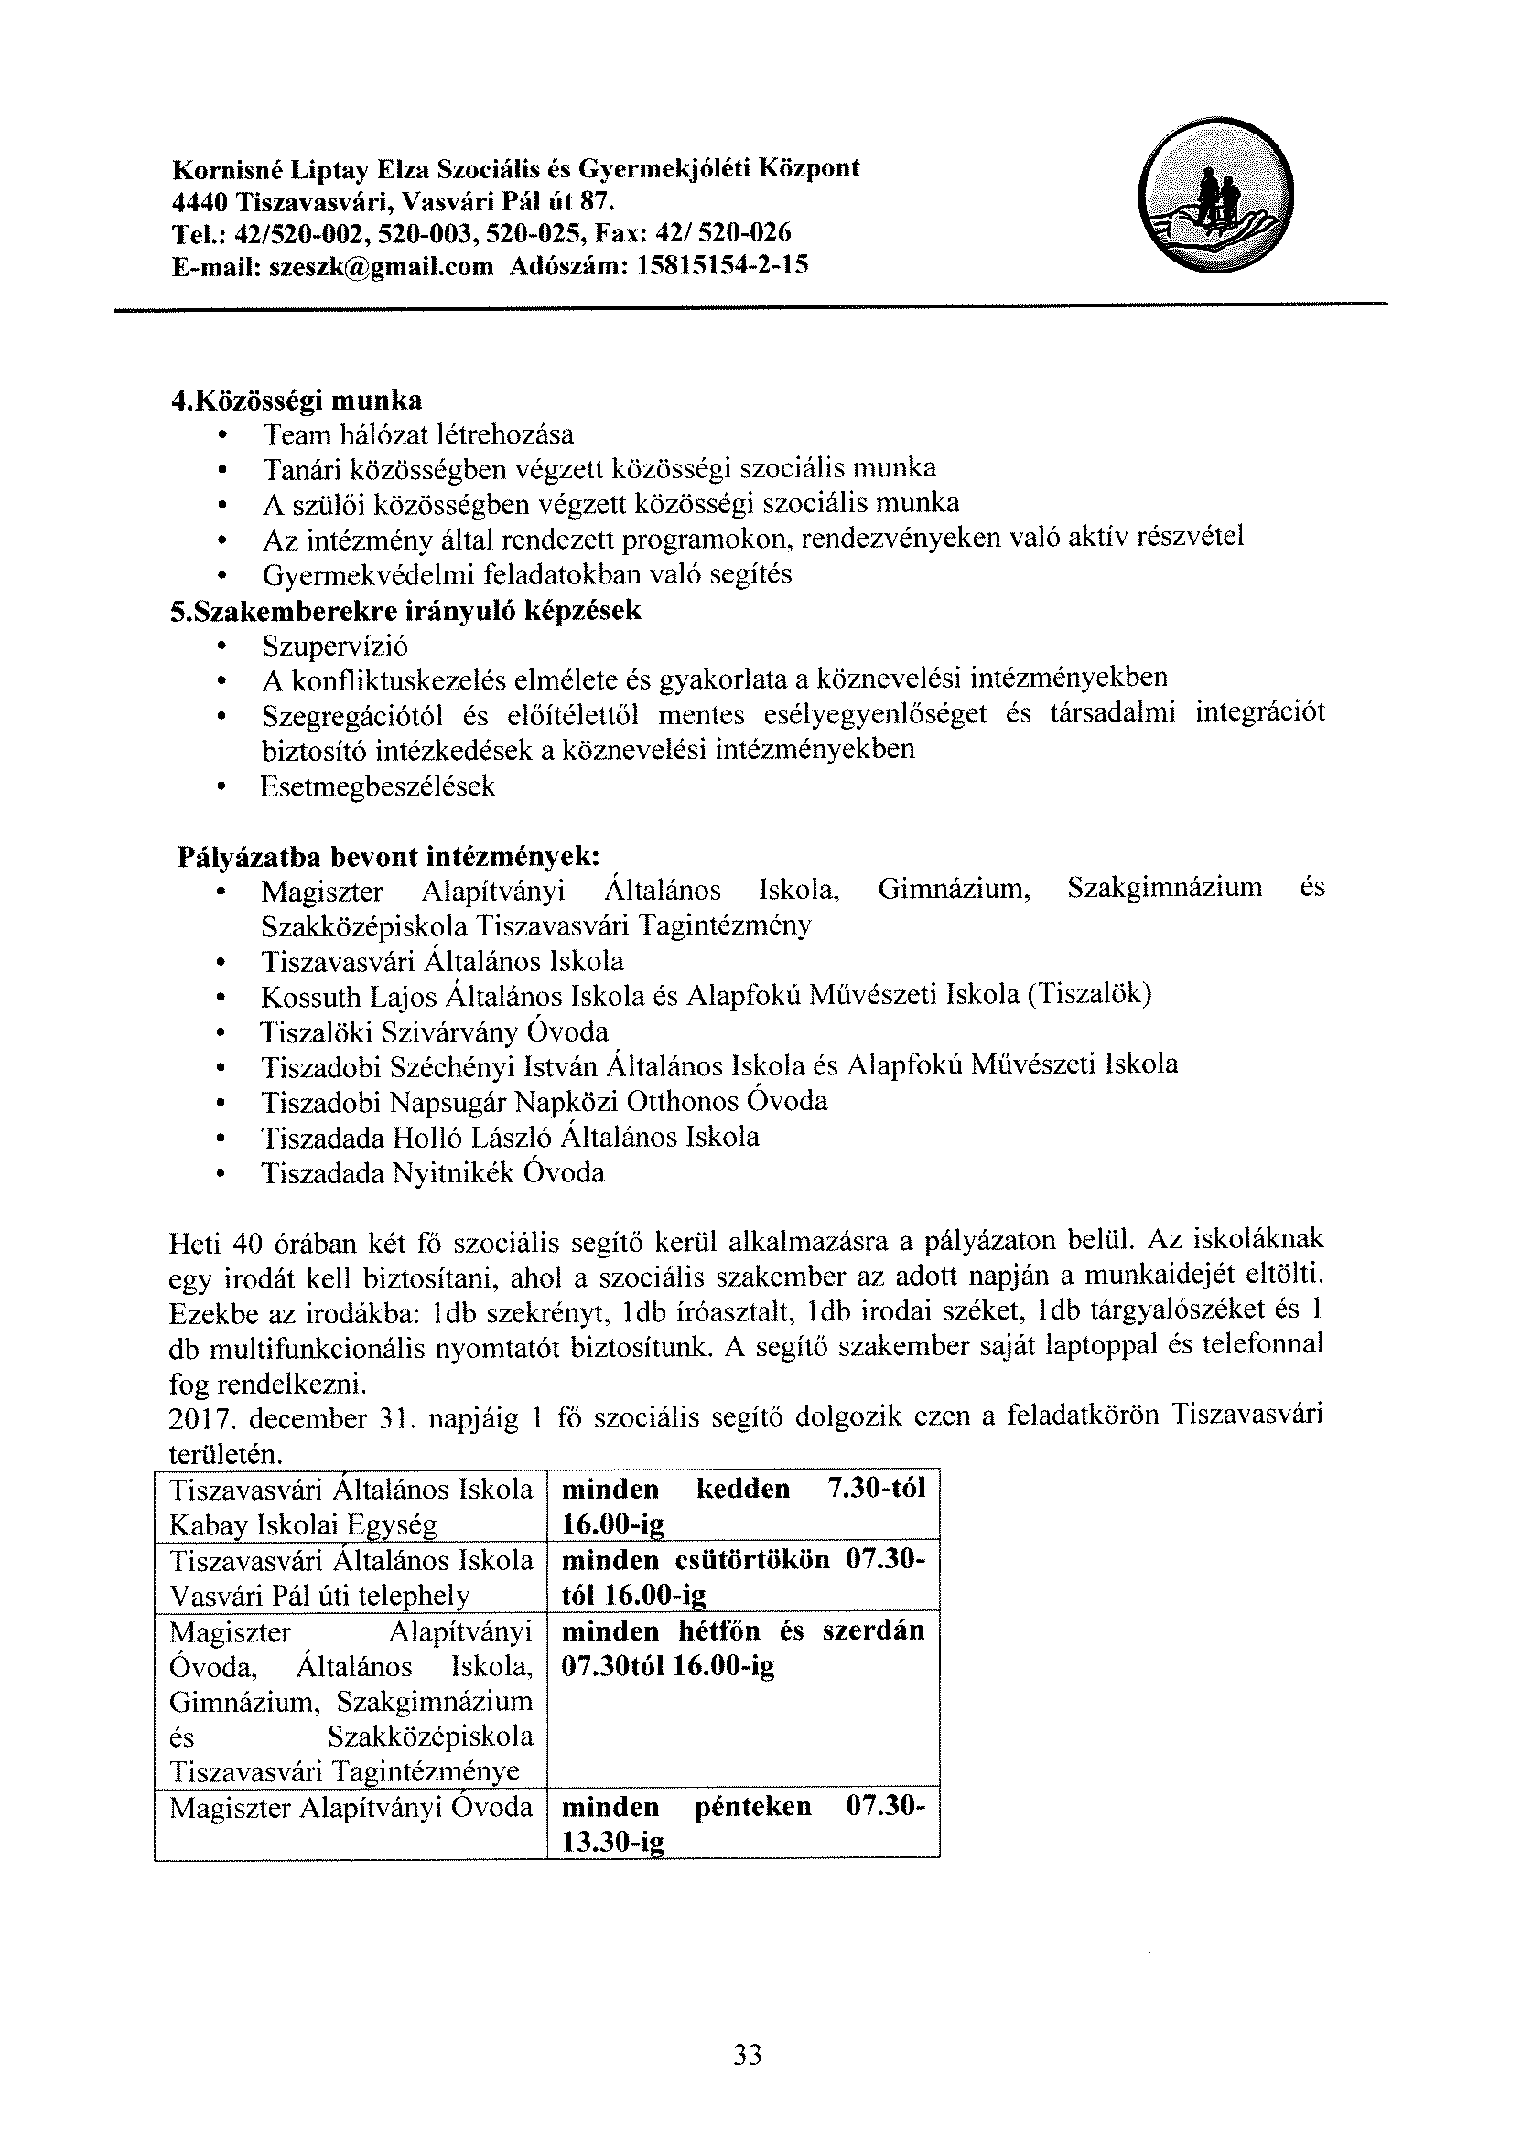 Kornisné Liptay Elza Szociális és Gyermekjóléti Központ
4440 Tiszavasvári, Vasvári Pál út 87.
Tel.: 42/520-002, 520-003, 520-025, Fax: 42/ 520-026
E-mail: szeszk@gmail.com Adószám: 15815154-2-15
4.Közösségi munka
• Team hálózat létrehozása
• Tanári közösségben végzett közösségi szociális munka
• A szülői közösségben végzett közösségi szociális munka
• Az intézmény által rendezett programokon, rendezvényeken való aktív részvétel
• Gyermekvédelmi feladatokban való segítés
5.Szakemberekre irányuló képzések
• Szupervízió
• A konfliktuskezelés elmélete és gyakorlata a köznevelési intézményekben
• Szegregációtól és előítélettől mentes esélyegyenlőséget és társadalmi integrációt
biztosító intézkedések a köznevelési intézményekben
• Esetmegbeszélések
Pályázatba bevont intézmények:
• Magiszter Alapítványi Általános Iskola, Gimnázium, Szakgimnázium és
Szakközépiskola Tiszavasvári Tagintézmény
• Tiszavasvári Általános Iskola
• Kossuth Lajos Általános Iskola és Alapfokú Művészeti Iskola (Tiszalök)
• Tiszalöki Szivárvány Óvoda
• Tiszadobi Széchényi István Általános Iskola és Alapfokú Művészeti Iskola
• Tiszadobi Napsugár Napközi Otthonos Óvoda
• Tiszadada Holló László Általános Iskola
• Tiszadada Nyitnikék Óvoda
Heti 40 órában két fő szociális segítő kerül alkalmazásra a pályázaton belül. Az iskoláknak
egy irodát kell biztosítani, ahol a szociális szakember az adott napján a munkaidejét eltölti.
Ezekbe az irodákba: 1db szekrényt, 1db íróasztalt, 1db irodai széket, 1db tárgyalószéket és 1
db multifunkcionális nyomtatót biztosítunk. A segítő szakember saját laptoppal és telefonnal
fog rendelkezni.
2017. december 31. napjáig 1 fő szociális segítő dolgozik ezen a feladatkörön Tiszavasvári
területén.
Tiszavasvári Általános Iskola minden kedden 7.30-tól
Kabay Iskolai Egység 16.00-ig
Tiszavasvári Általános Iskola minden csütörtökön 07.30-
Vasvári Pál úti telephely tól 16.00-ig
Magiszter Alapítványi minden hétfőn és szerdán
Óvoda, Általános Iskola, 07.30tól 16.00-ig
Gimnázium, Szakgimnázium
és Szakközépiskola
Tiszavasvári Tagintézménye
Magiszter Alapítványi Óvoda minden pénteken 07.30-
13.30-ig
33